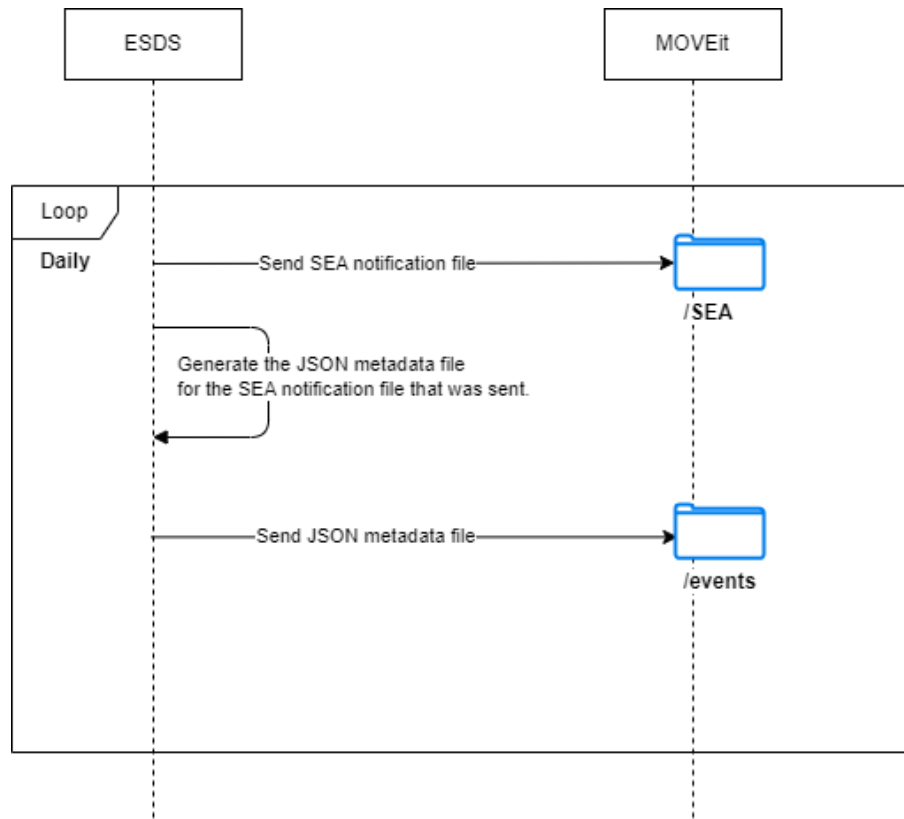 ESDS
MOVEit
Loop
Daily
Send SEA notification file
/SEA
Generate the JSON metadata file
for the SEA notification file that was sent.
Send JSON metadata file
/events